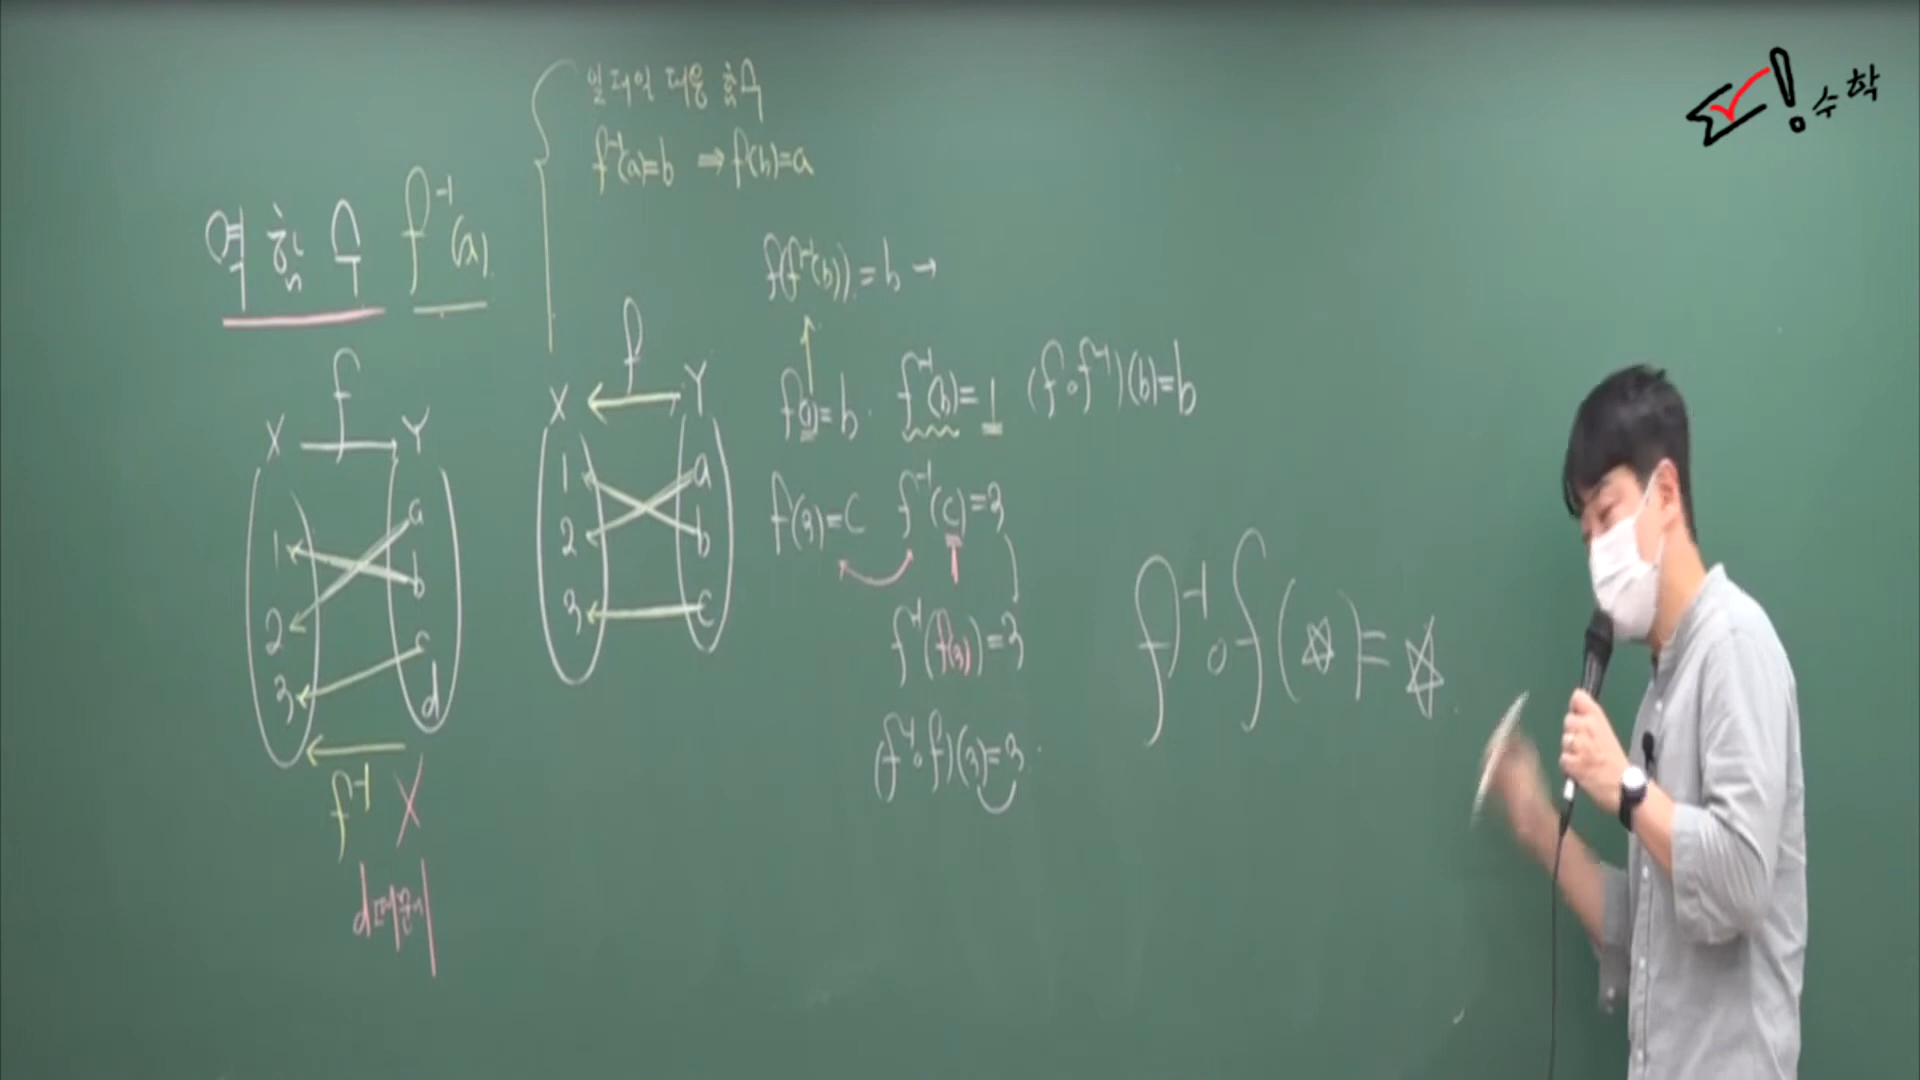 수학
일대일 대응 함수
f⁻¹(a)=b ⇒ f(b)=a
역함수 f⁻¹(a)
f(f⁻¹(b))=b →
f
X Y
1 a
2 b
3 c
d
f⁻¹ X
d때문에
f
X Y
1 a
2 b
3 c
f(1)=b. f⁻¹(b)=1 (f∘f⁻¹)(b)=b
f(3)=c f⁻¹(c)=3
f⁻¹(f(3))=3
(f⁻¹∘f)(3)=3.
f⁻¹∘f(☆)=☆.